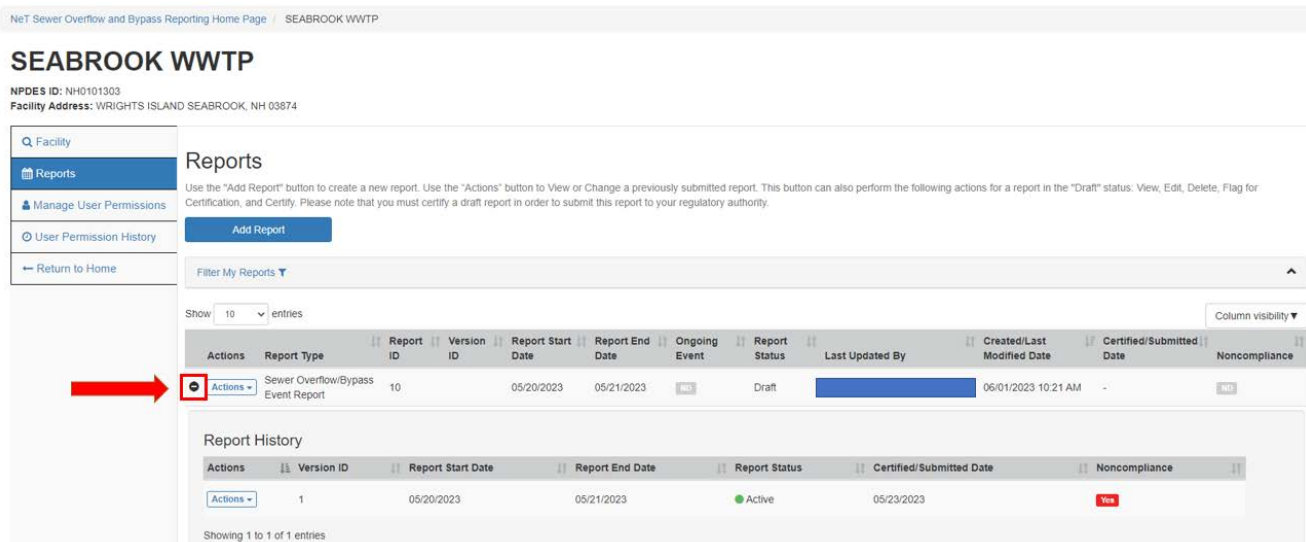 NeT Sewer Overflow and Bypass Reporting Home Page / SEABROOK WWTP
SEABROOK WWTP
NPDES ID: NH0101303
Facility Address: WRIGHTS ISLAND SEABROOK, NH 03874
Facility
Reports
Manage User Permissions
User Permission History
← Return to Home
Reports
Use the "Add Report" button to create a new report. Use the "Actions" button to View or Change a previously submitted report. This button can also perform the following actions for a report in the "Draft" status: View, Edit, Delete, Flag for
Certification, and Certify. Please note that you must certify a draft report in order to submit this report to your regulatory authority.
Add Report
Filter My Reports
Show 10 entries
Column visibility ▼
Actions Report Type Report ID Version ID Report Start Date Report End Date Ongoing Event Report Status Last Updated By Created/Last Modified Date Certified/Submitted Date Noncompliance
Actions Sewer Overflow/Bypass Event Report 10 05/20/2023 05/21/2023 NO Draft 06/01/2023 10:21 AM - NO
Report History
Actions Version ID Report Start Date Report End Date Report Status Certified/Submitted Date Noncompliance
Actions 1 05/20/2023 05/21/2023 Active 05/23/2023 Yes
Showing 1 to 1 of 1 entries